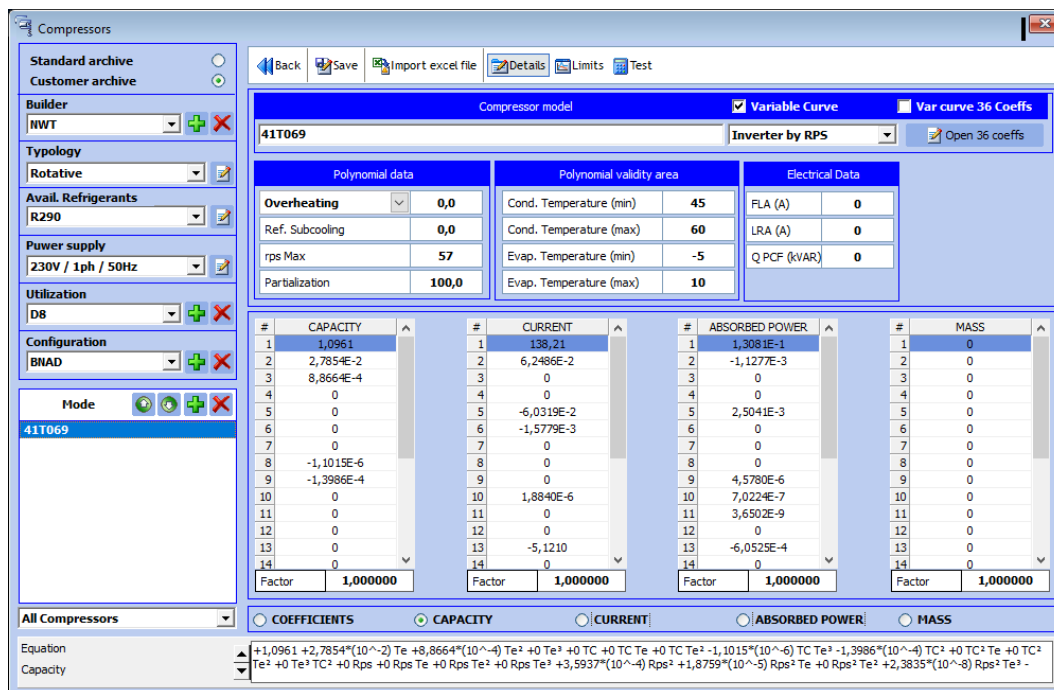 Compressors
Standard archive
Customer archive
Builder
NWT
Typology
Rotative
Avail. Refrigerants
R290
Puwer supply
230V / 1ph / 50Hz
Utilization
D8
Configuration
BNAD
Mode
41T069
All Compressors
Back Save Import excel file Details Limits Test
Compressor model Variable Curve Var curve 36 Coeffs
41T069 Inverter by RPS Open 36 coeffs
Polynomial data
Overheating 0,0
Ref. Subcooling 0,0
rps Max 57
Partialization 100,0
Polynomial validity area
Cond. Temperature (min) 45
Cond. Temperature (max) 60
Evap. Temperature (min) -5
Evap. Temperature (max) 10
Electrical Data
FLA (A) 0
LRA (A) 0
Q PCF (kVAR) 0
# CAPACITY
1 1,0961
2 2,7854E-2
3 8,8664E-4
4 0
5 0
6 0
7 0
8 -1,1015E-6
9 -1,3986E-4
10 0
11 0
12 0
13 0
14 0
Factor 1,000000
# CURRENT
1 138,21
2 6,2486E-2
3 0
4 0
5 -6,0319E-2
6 -1,5779E-3
7 0
8 0
9 0
10 1,8840E-6
11 0
12 0
13 -5,1210
14 0
Factor 1,000000
# ABSORBED POWER
1 1,3081E-1
2 -1,1277E-3
3 0
4 0
5 2,5041E-3
6 0
7 0
8 0
9 4,5780E-6
10 7,0224E-7
11 3,6502E-9
12 0
13 -6,0525E-4
14 0
Factor 1,000000
# MASS
1 0
2 0
3 0
4 0
5 0
6 0
7 0
8 0
9 0
10 0
11 0
12 0
13 0
14 0
Factor 1,000000
COEFFICIENTS CAPACITY CURRENT ABSORBED POWER MASS
Equation
Capacity
+1,0961 +2,7854*(10^-2) Te +8,8664*(10^-4) Te² +0 Te³ +0 TC +0 TC Te +0 TC Te² -1,1015*(10^-6) TC Te³ -1,3986*(10^-4) TC² +0 TC² Te +0 TC²
Te² +0 Te³ TC² +0 Rps +0 Rps Te +0 Rps Te² +0 Rps Te³ +3,5937*(10^-4) Rps² +1,8759*(10^-5) Rps² Te +0 Rps² Te² +2,3835*(10^-8) Rps² Te³ -